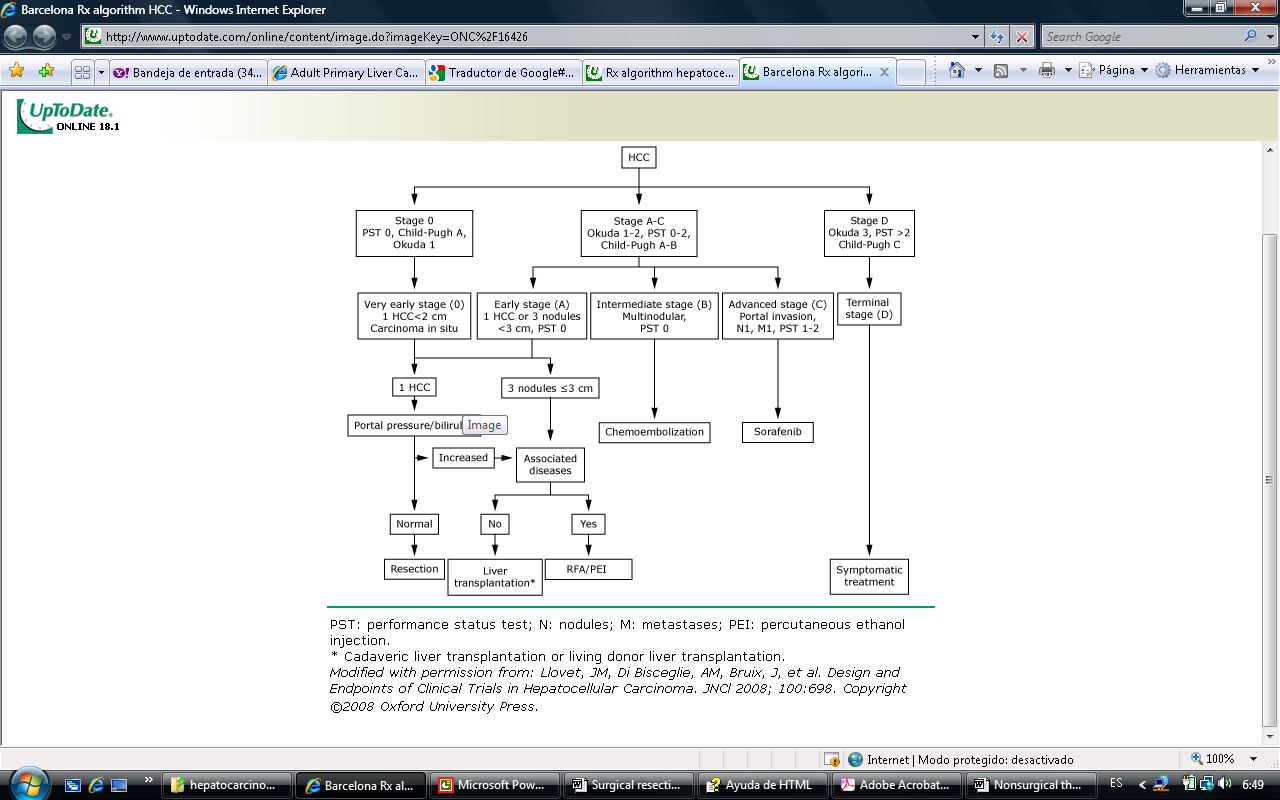 Barcelona Rx algorithm HCC - Windows Internet Explorer
http://www.uptodate.com/online/content/image.do?imageKey=ONC%2F16426
Search Google
Bandeja de entrada (34...
Adult Primary Liver Ca...
Traductor de Google#...
Rx algorithm hepatoce...
Barcelona Rx algori...
Página
Herramientas
UpToDate.
ONLINE 18.1
HCC
Stage 0
PST 0, Child-Pugh A,
Okuda 1
Stage A-C
Okuda 1-2, PST 0-2,
Child-Pugh A-B
Stage D
Okuda 3, PST >2
Child-Pugh C
Very early stage (0)
1 HCC<2 cm
Carcinoma in situ
Early stage (A)
1 HCC or 3 nodules
<3 cm, PST 0
Intermediate stage (B)
Multinodular,
PST 0
Advanced stage (C)
Portal invasion,
N1, M1, PST 1-2
Terminal
stage (D)
1 HCC
3 nodules ≤3 cm
Portal pressure/bilirub
Image
Chemoembolization
Sorafenib
Increased
Associated
diseases
Normal
No
Yes
Resection
Liver
transplantation*
RFA/PEI
Symptomatic
treatment
PST: performance status test; N: nodules; M: metastases; PEI: percutaneous ethanol
injection.
* Cadaveric liver transplantation or living donor liver transplantation.
Modified with permission from: Llovet, JM, Di Bisceglie, AM, Bruix, J, et al. Design and
Endpoints of Clinical Trials in Hepatocellular Carcinoma. JNCI 2008; 100:698. Copyright
©2008 Oxford University Press.
Internet | Modo protegido: desactivado
100%
hepatocarcino...
Barcelona Rx al...
Microsoft Pow...
Surgical resecti...
Ayuda de HTML
Adobe Acrobat...
Nonsurgical th...
ES
6:49